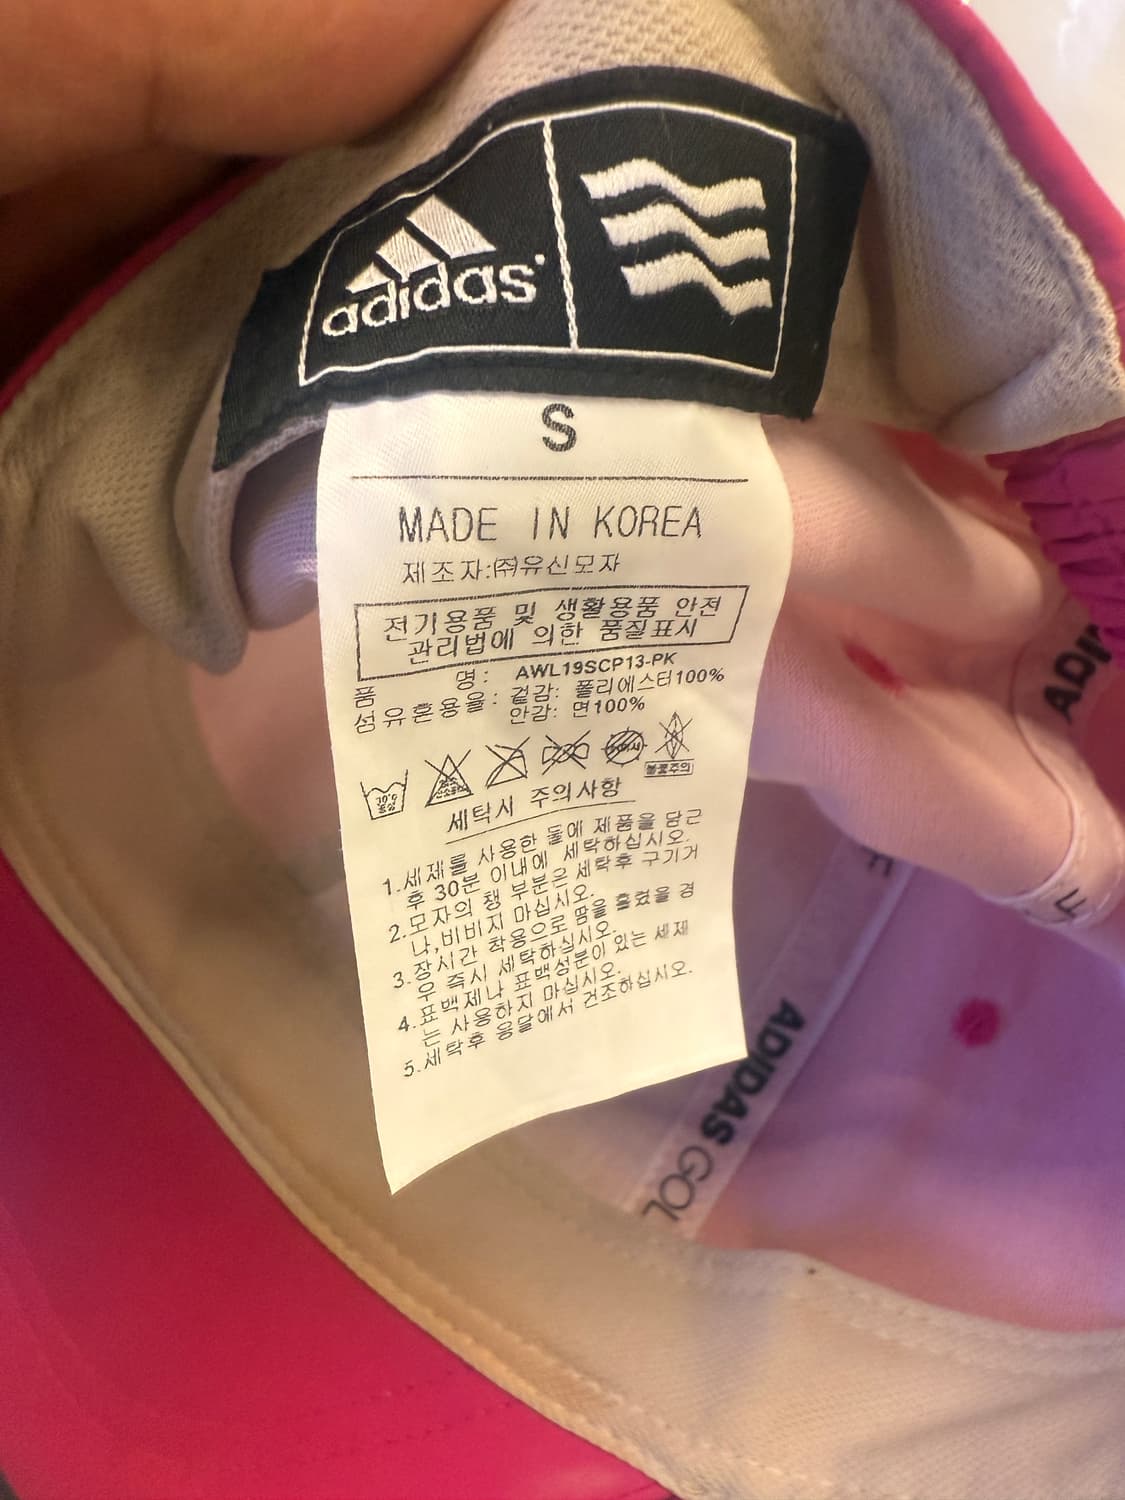 adidas
S
MADE IN KOREA
제조자:㈜유신모자
전기용품 및 생활용품 안전
관리법에 의한 품질표시
품 명: AWL19SCP13-PK
섬유혼용율: 겉감: 폴리에스터100%
안감: 면100%
세탁시 주의사항
1.세제를 사용한 물에 제품을 담근
후 30분 이내에 세탁하십시오.
2.모자의 챙 부분은 세탁후 구기거
나,비비지 마십시오.
3.장시간 착용으로 땀을 흘렸을 경
우 즉시 세탁하십시오.
4.표백제나 표백성분이 있는 세제
는 사용하지 마십시오.
5.세탁후 응달에서 건조하십시오.
ADIDAS GOL